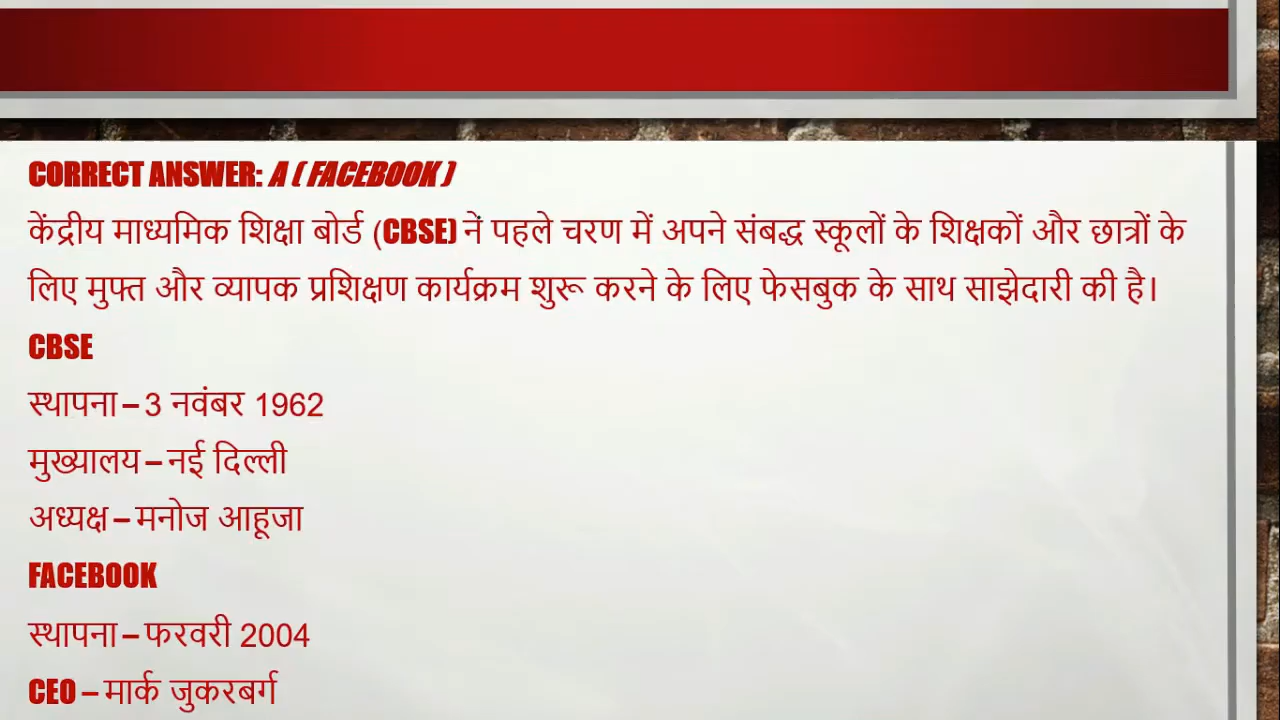 CORRECT ANSWER: A ( FACEBOOK )
केंद्रीय माध्यमिक शिक्षा बोर्ड (CBSE) ने पहले चरण में अपने संबद्ध स्कूलों के शिक्षकों और छात्रों के
लिए मुफ्त और व्यापक प्रशिक्षण कार्यक्रम शुरू करने के लिए फेसबुक के साथ साझेदारी की है।
CBSE
स्थापना – 3 नवंबर 1962
मुख्यालय – नई दिल्ली
अध्यक्ष – मनोज आहूजा
FACEBOOK
स्थापना – फरवरी 2004
CEO – मार्क जुकरबर्ग